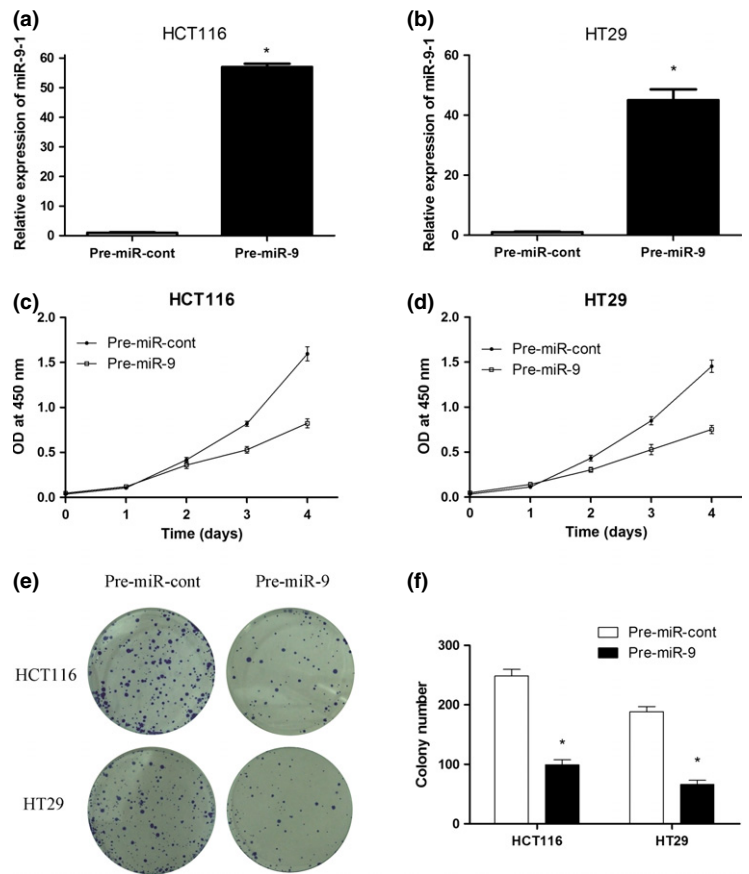 (a)
HCT116
Relative expression of miR-9-1
60
50
40
30
20
10
0
Pre-miR-cont Pre-miR-9
*
(b)
HT29
Relative expression of miR-9-1
60
40
20
0
Pre-miR-cont Pre-miR-9
*
(c)
HCT116
OD at 450 nm
2.0
1.5
1.0
0.5
0.0
Pre-miR-cont
Pre-miR-9
0 1 2 3 4
Time (days)
(d)
HT29
OD at 450 nm
2.0
1.5
1.0
0.5
0.0
Pre-miR-cont
Pre-miR-9
0 1 2 3 4
Time (days)
(e)
Pre-miR-cont Pre-miR-9
HCT116
HT29
(f)
Pre-miR-cont
Pre-miR-9
Colony number
300
200
100
0
*
*
HCT116 HT29